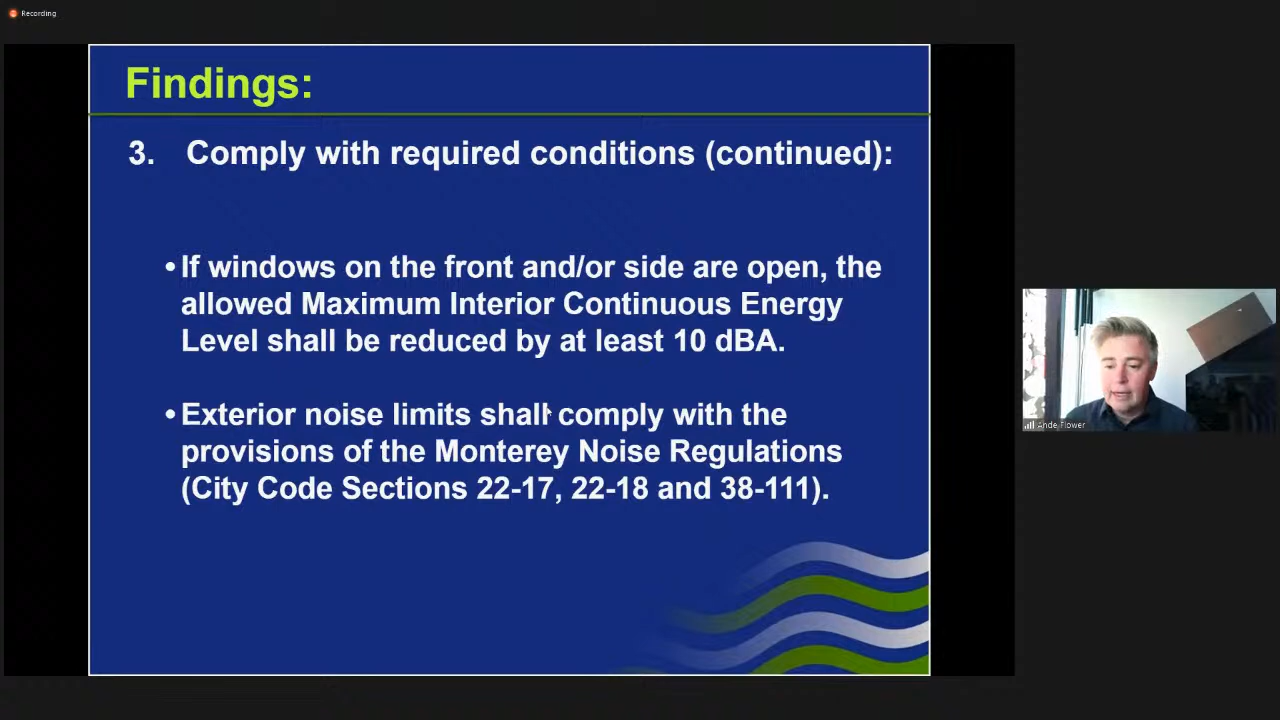 Recording
Findings:
3. Comply with required conditions (continued):
•If windows on the front and/or side are open, the
allowed Maximum Interior Continuous Energy
Level shall be reduced by at least 10 dBA.
•Exterior noise limits shall comply with the
provisions of the Monterey Noise Regulations
(City Code Sections 22-17, 22-18 and 38-111).
Ande Flower